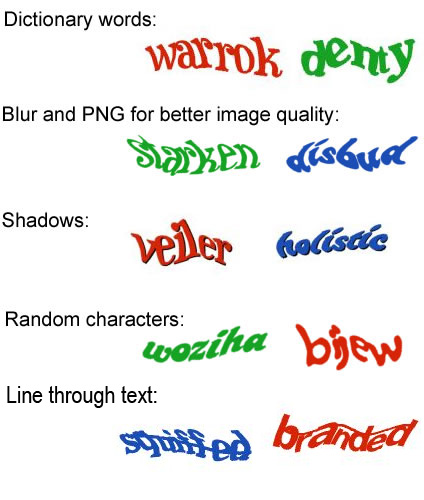 Dictionary words:
warrok denty
Blur and PNG for better image quality:
starken disbud
Shadows:
veiler holistic
Random characters:
woziha bijew
Line through text:
squiffed branded